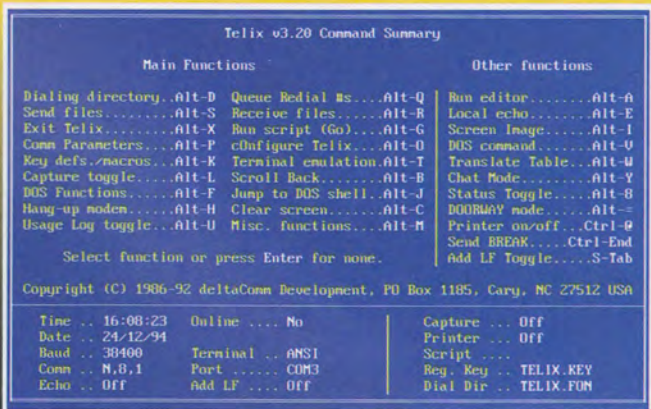 Telix v3.20 Command Summary
Main Functions Other functions
Dialing directory..Alt-D Queue Redial #s....Alt-Q Run editor........Alt-A
Send files.........Alt-S Receive files......Alt-R Local echo........Alt-E
Exit Telix.........Alt-X Run script (Go)....Alt-G Screen Image......Alt-I
Comm Parameters....Alt-P cOnfigure Telix....Alt-O DOS command.......Alt-V
Key defs./macros...Alt-K Terminal emulation.Alt-T Translate Table...Alt-W
Capture toggle.....Alt-L Scroll Back........Alt-B Chat Mode.........Alt-Y
DOS Functions......Alt-F Jump to DOS shell..Alt-J Status Toggle.....Alt-8
Hang-up modem......Alt-H Clear screen.......Alt-C DOORWAY mode......Alt-=
Usage Log toggle...Alt-U Misc. functions....Alt-M Printer on/off...Ctrl-@
Send BREAK.....Ctrl-End
Select function or press Enter for none. Add LF Toggle.....S-Tab
Copyright (C) 1986-92 deltaComm Development, PO Box 1185, Cary, NC 27512 USA
Time .. 16:08:23 Online .... No Capture ... Off
Date .. 24/12/94 Printer ... Off
Baud .. 38400 Terminal .. ANSI Script ....
Comm .. N,8,1 Port ...... COM3 Reg. Key .. TELIX.KEY
Echo .. Off Add LF .... Off Dial Dir .. TELIX.FON